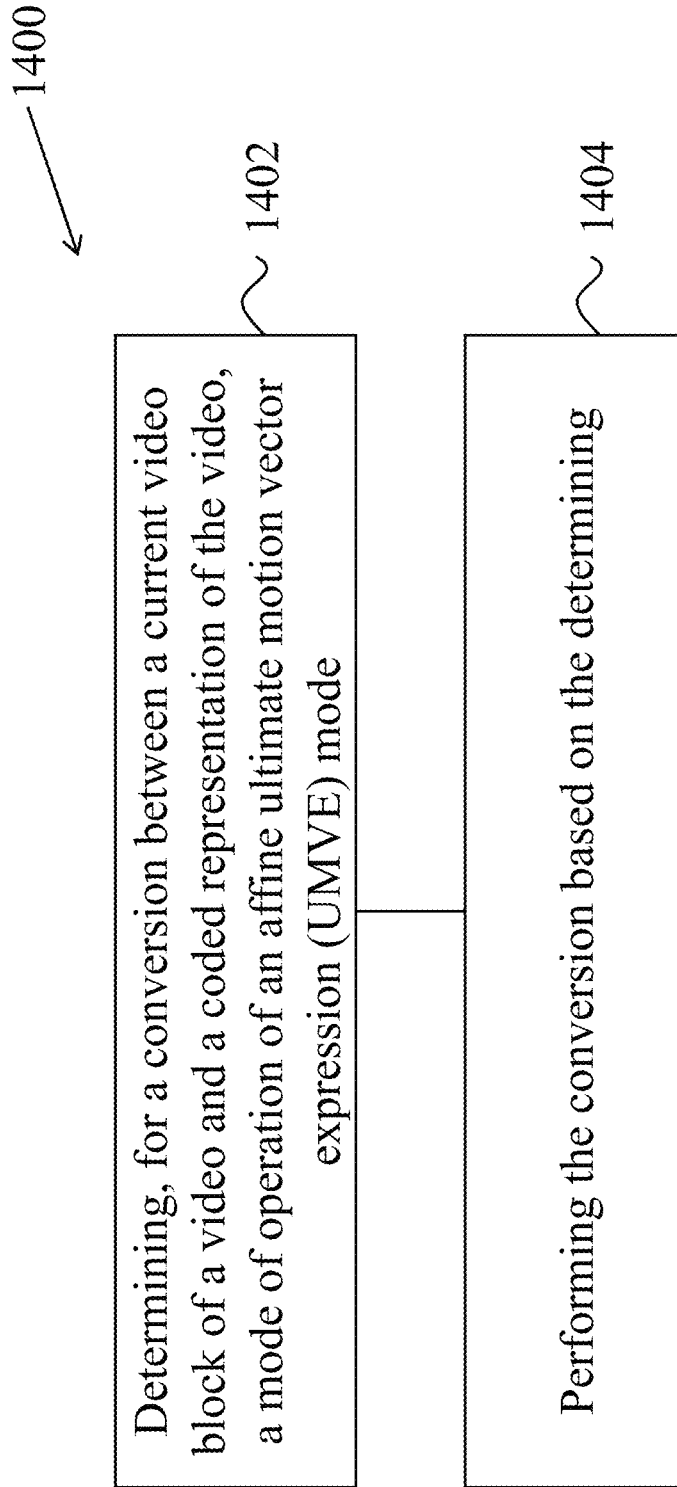 1400
Determining, for a conversion between a current video
block of a video and a coded representation of the video,
a mode of operation of an affine ultimate motion vector
expression (UMVE) mode
1402
Performing the conversion based on the determining
1404